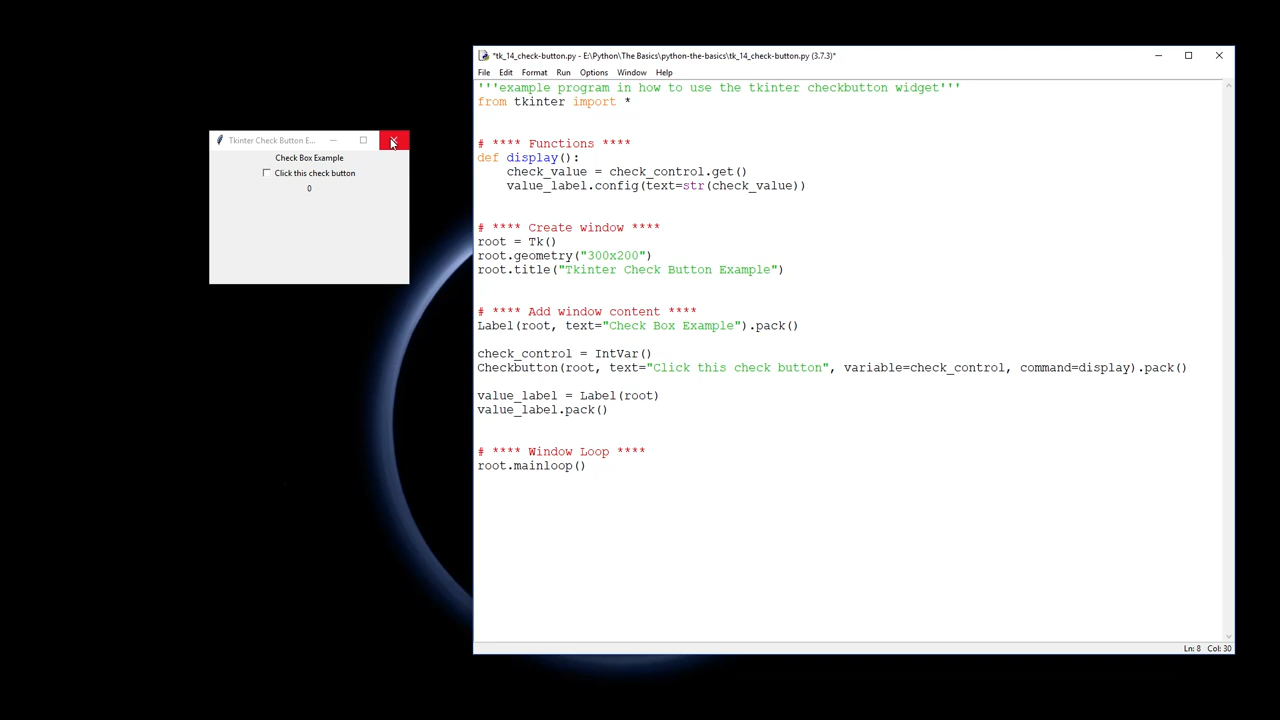 Tkinter Check Button E...
Check Box Example
Click this check button
0
*tk_14_check-button.py - E:\Python\The Basics\python-the-basics\tk_14_check-button.py (3.7.3)*
File Edit Format Run Options Window Help
'''example program in how to use the tkinter checkbutton widget'''
from tkinter import *
# **** Functions ****
def display():
    check_value = check_control.get()
    value_label.config(text=str(check_value))
# **** Create window ****
root = Tk()
root.geometry("300x200")
root.title("Tkinter Check Button Example")
# **** Add window content ****
Label(root, text="Check Box Example").pack()
check_control = IntVar()
Checkbutton(root, text="Click this check button", variable=check_control, command=display).pack()
value_label = Label(root)
value_label.pack()
# **** Window Loop ****
root.mainloop()
Ln: 8 Col: 30